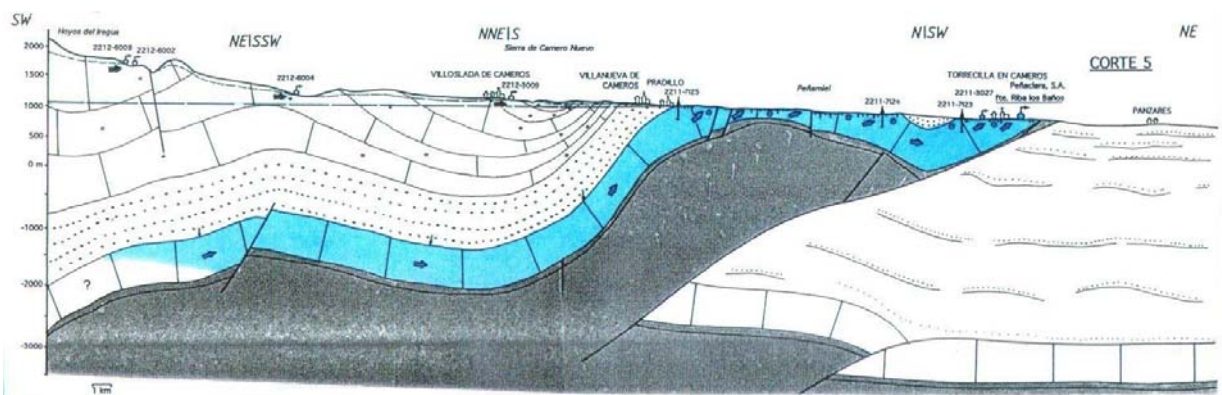 SW
NE|SSW
NNE|S
N|SW
NE
CORTE 5
Hoyos del Iregua
2212-6009
2212-6002
2212-6004
Sierra de Camero Nuevo
VILLOSLADA DE CAMEROS
2212-5009
VILLANUEVA DE
CAMEROS
PRADILLO
2211-7123
Peñamiel
2211-7124
TORRECILLA EN CAMEROS
2211-3027
2211-7123
Peñaclara, S.A.
fte. Riba los Baños
PANZARES
2000
1500
1000
500
0 m
-1000
-2000
-3000
?
1 km